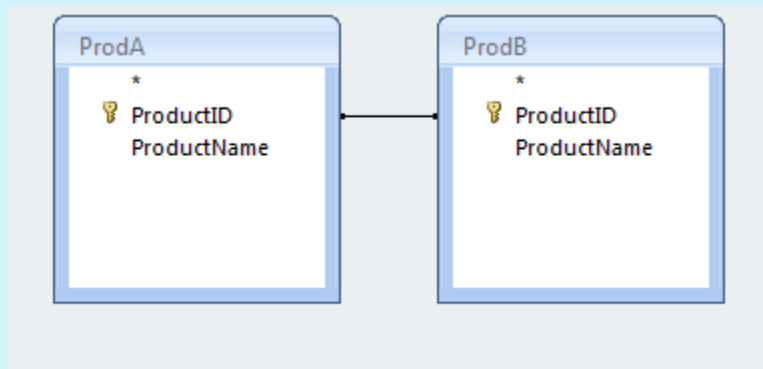 ProdA
*
ProductID
ProductName
ProdB
*
ProductID
ProductName